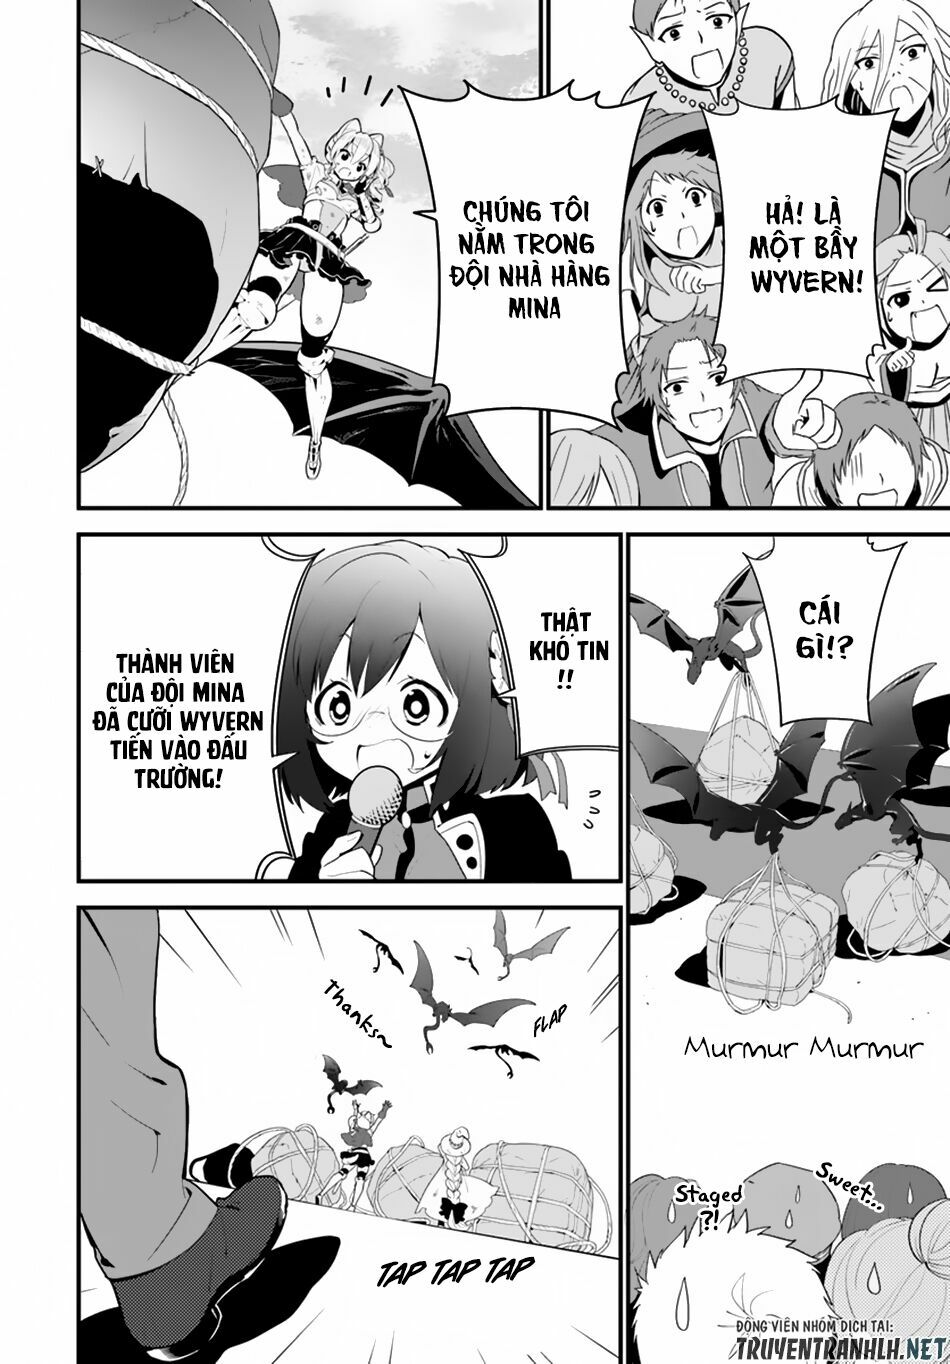 HẢ! LÀ
MỘT BẦY
WYVERN!
CHÚNG TÔI
NẰM TRONG
ĐỘI NHÀ HÀNG
MINA
CÁI
GÌ!?
Murmur Murmur
Sweet...
Staged
?!
THẬT
KHÓ TIN
!!
THÀNH VIÊN
CỦA ĐỘI MINA
ĐÃ CƯỠI WYVERN
TIẾN VÀO ĐẤU
TRƯỜNG!
Thanks~
FLAP
TAP TAP TAP
ĐỘNG VIÊN NHÓM DỊCH TẠI:
TRUYENTRANHLH.NET